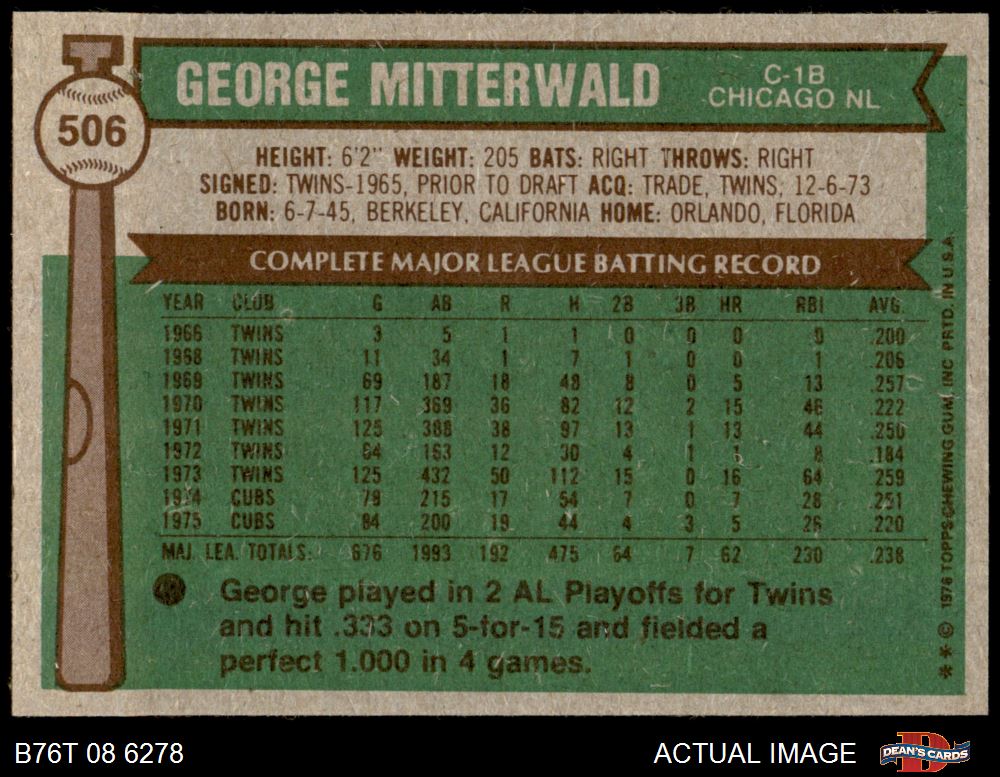 506
GEORGE MITTERWALD
C-1B
CHICAGO NL
HEIGHT: 6'2" WEIGHT: 205 BATS: RIGHT THROWS: RIGHT
SIGNED: TWINS-1965, PRIOR TO DRAFT ACQ: TRADE, TWINS, 12-6-73
BORN: 6-7-45, BERKELEY, CALIFORNIA HOME: ORLANDO, FLORIDA
COMPLETE MAJOR LEAGUE BATTING RECORD
YEAR CLUB G AB R H 2B 3B HR RBI AVG.
1966 TWINS 3 5 1 1 0 0 0 0 .200
1968 TWINS 11 34 1 7 1 0 0 1 .206
1969 TWINS 69 187 18 48 8 0 5 13 .257
1970 TWINS 117 369 36 82 12 2 15 46 .222
1971 TWINS 125 388 38 97 13 1 13 44 .250
1972 TWINS 64 163 12 30 4 1 1 8 .184
1973 TWINS 125 432 50 112 15 0 16 64 .259
1974 CUBS 78 215 17 54 7 0 7 28 .251
1975 CUBS 84 200 19 44 4 3 5 26 .220
MAJ. LEA. TOTALS: 676 1993 192 475 64 7 62 230 .238
George played in 2 AL Playoffs for Twins
and hit .333 on 5-for-15 and fielded a
perfect 1.000 in 4 games.
** © 1976 TOPPS CHEWING GUM, INC. PRTD. IN U.S.A.
B76T 08 6278
ACTUAL IMAGE
DEAN'S CARDS